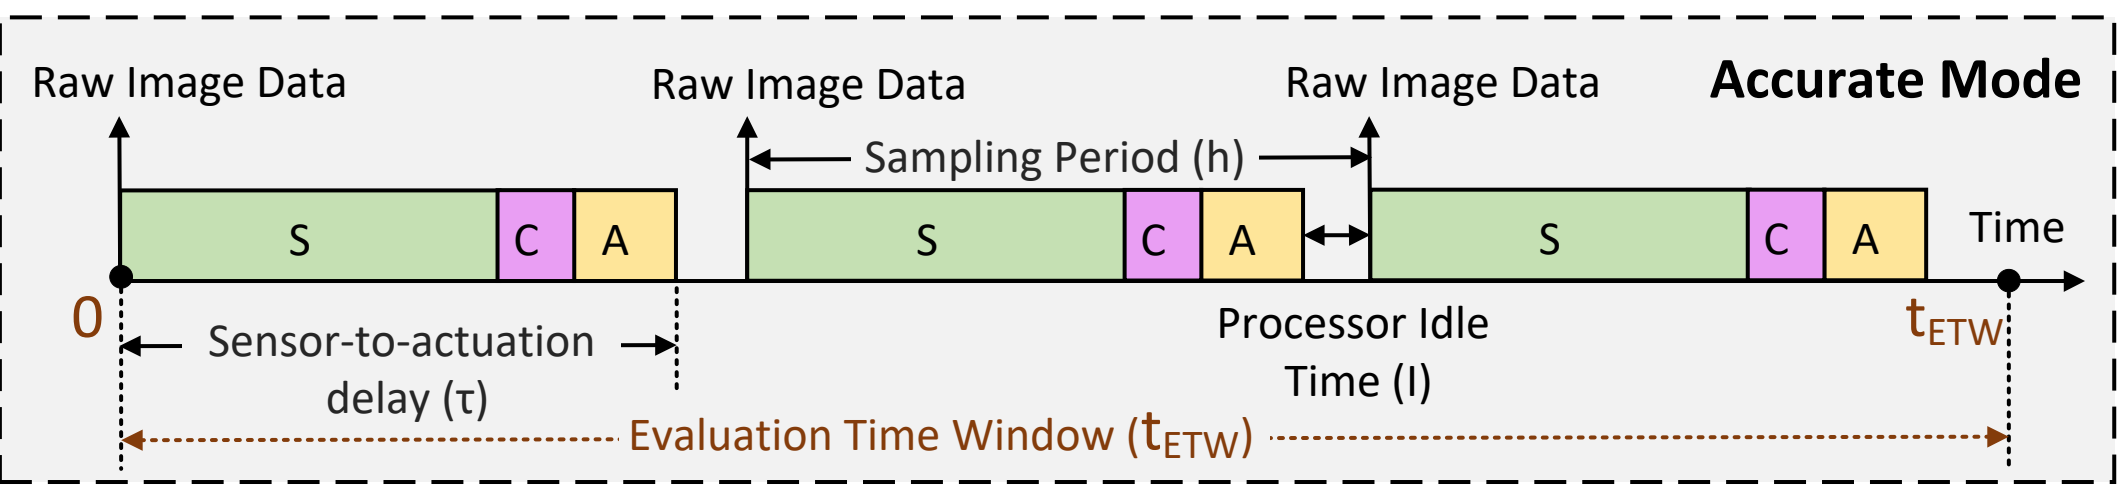 Raw Image Data
Raw Image Data
Raw Image Data
Accurate Mode
Sampling Period (h)
S C A
S C A
S C A
Time
0
Sensor-to-actuation
delay (τ)
Processor Idle
Time (I)
tETW
Evaluation Time Window (tETW)